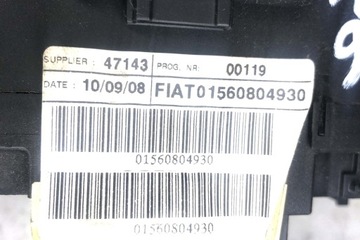 SUPPLIER : 47143 PROG. NR: 00119
DATE : 10/09/08 FIAT01560804930
01560804930
01560804930